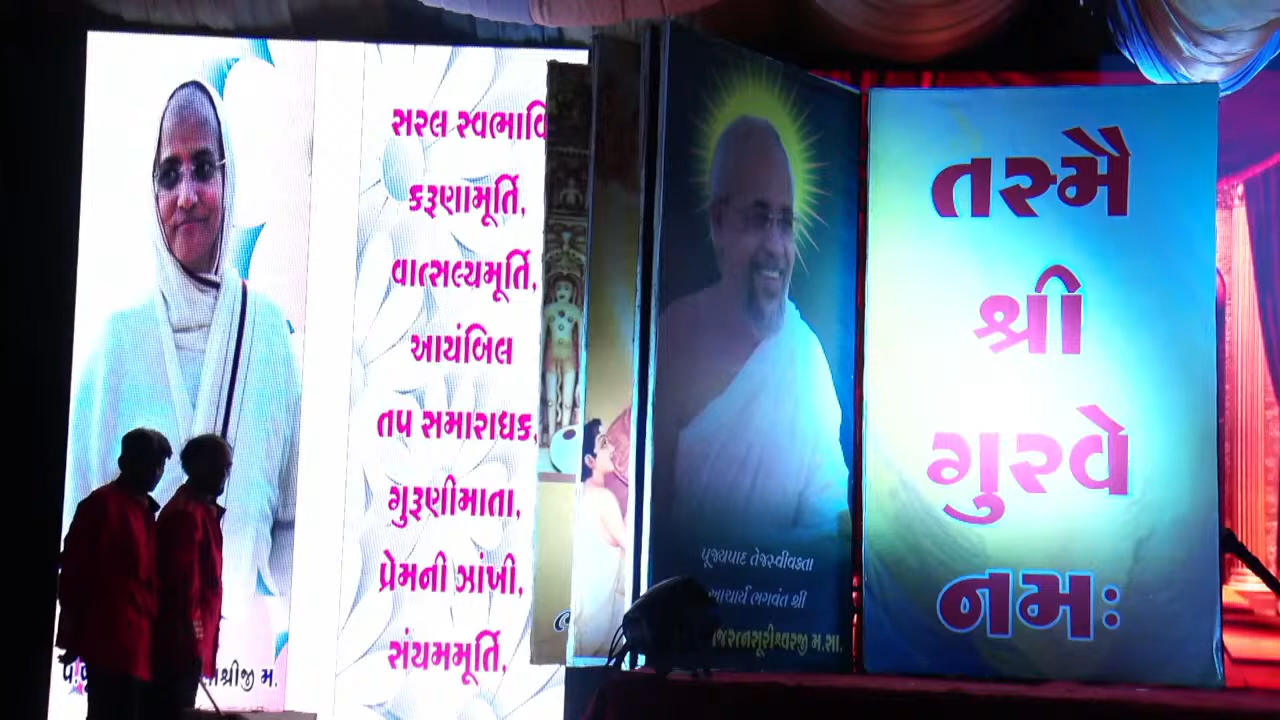 સરલ સ્વભાવિ
કરૂણામૂર્તિ,
વાત્સલ્યમૂર્તિ,
આયંબિલ
તપ સમારાધક,
ગુરૂણીમાતા,
પ્રેમની ઝાંખી,
સંયમમૂર્તિ,
શ્રીજી મ.
પૂજ્યપાદ તેજસ્વીવક્તા
આચાર્ય ભગવંત શ્રી
મ.સા.
તસ્મૈ
શ્રી
ગુરવે
નમઃ